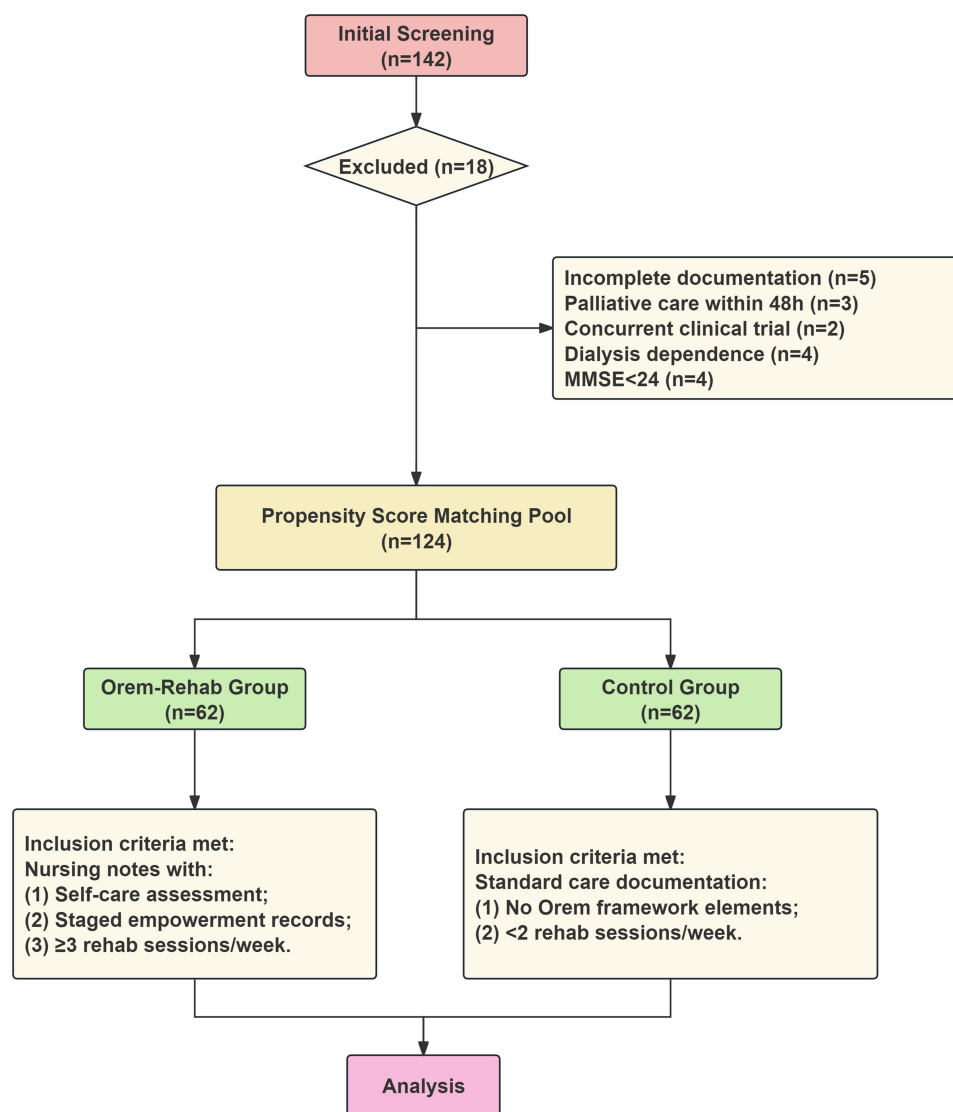 Initial Screening
(n=142)
Excluded (n=18)
Incomplete documentation (n=5)
Palliative care within 48h (n=3)
Concurrent clinical trial (n=2)
Dialysis dependence (n=4)
MMSE<24 (n=4)
Propensity Score Matching Pool
(n=124)
Orem-Rehab Group
(n=62)
Control Group
(n=62)
Inclusion criteria met:
Nursing notes with:
(1) Self-care assessment;
(2) Staged empowerment records;
(3) ≥3 rehab sessions/week.
Inclusion criteria met:
Standard care documentation:
(1) No Orem framework elements;
(2) <2 rehab sessions/week.
Analysis